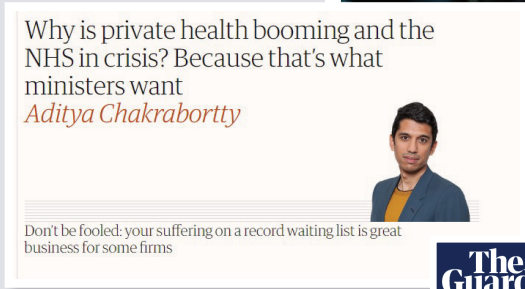 Why is private health booming and the
NHS in crisis? Because that's what
ministers want
Aditya Chakrabortty
Don't be fooled: your suffering on a record waiting list is great
business for some firms
The